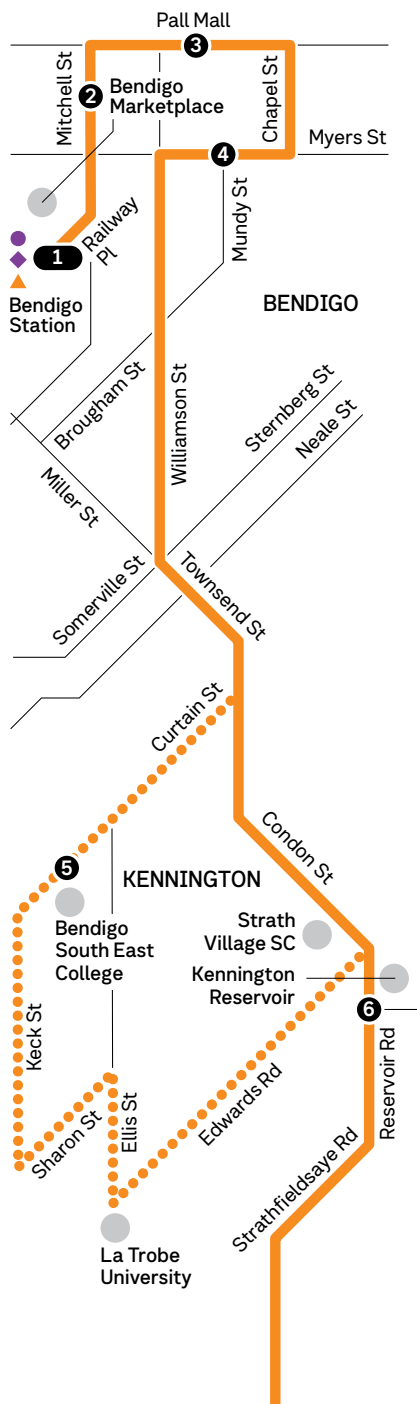 Pall Mall
3
Mitchell St
2
Bendigo
Marketplace
Chapel St
Myers St
4
Mundy St
Railway
Pl
1
Bendigo
Station
BENDIGO
Brougham St
Williamson St
Sternberg St
Neale St
Miller St
Somerville St
Townsend St
Curtain St
Condon St
5
KENNINGTON
Bendigo
South East
College
Strath
Village SC
Kennington
Reservoir
6
Keck St
Reservoir Rd
Sharon St
Ellis St
Edwards Rd
Strathfieldsaye Rd
La Trobe
University